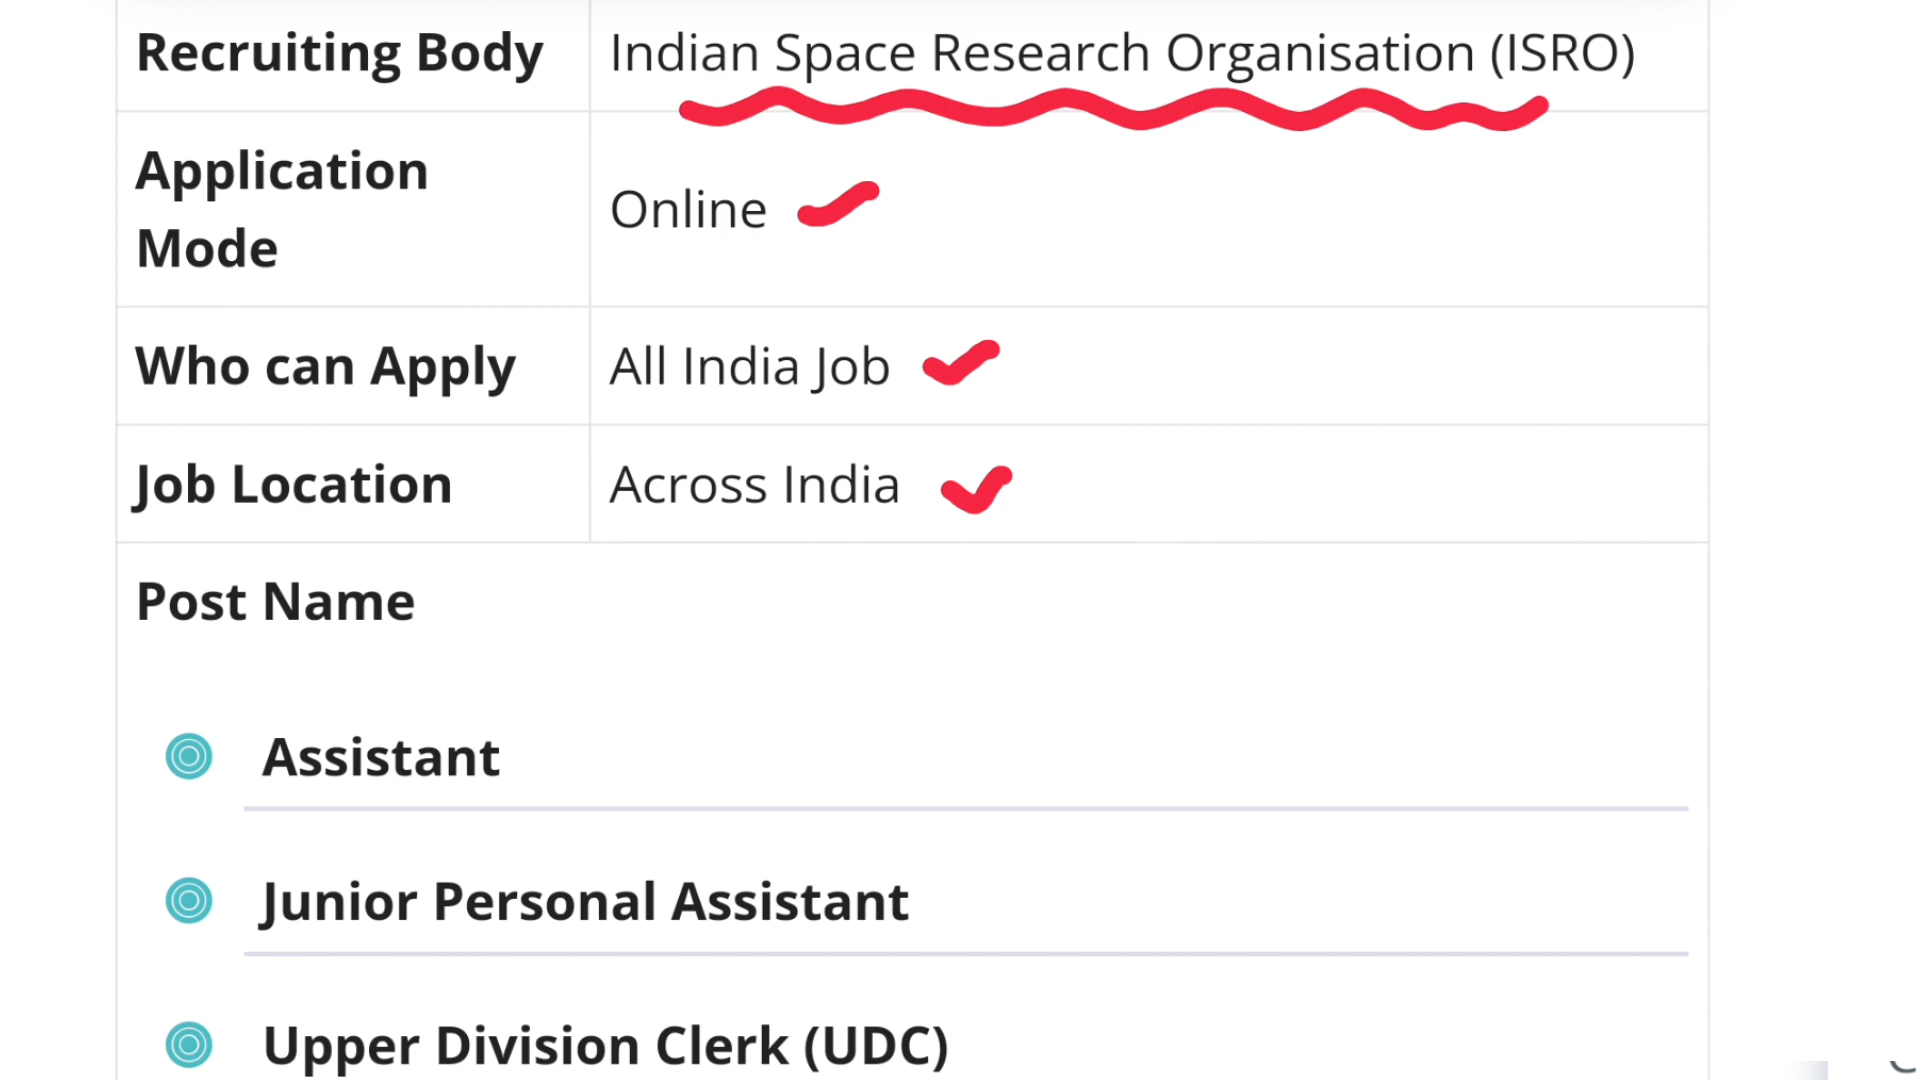 Recruiting Body
Indian Space Research Organisation (ISRO)
Application
Mode
Online
Who can Apply
All India Job
Job Location
Across India
Post Name
Assistant
Junior Personal Assistant
Upper Division Clerk (UDC)